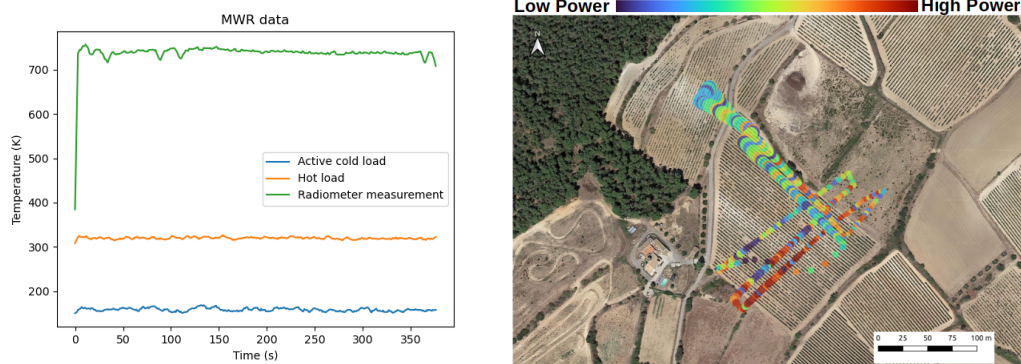 MWR data
Temperature (K)
700
600
500
400
300
200
0 50 100 150 200 250 300 350
Time (s)
Active cold load
Hot load
Radiometer measurement
Low Power High Power
N
0 25 50 75 100 m